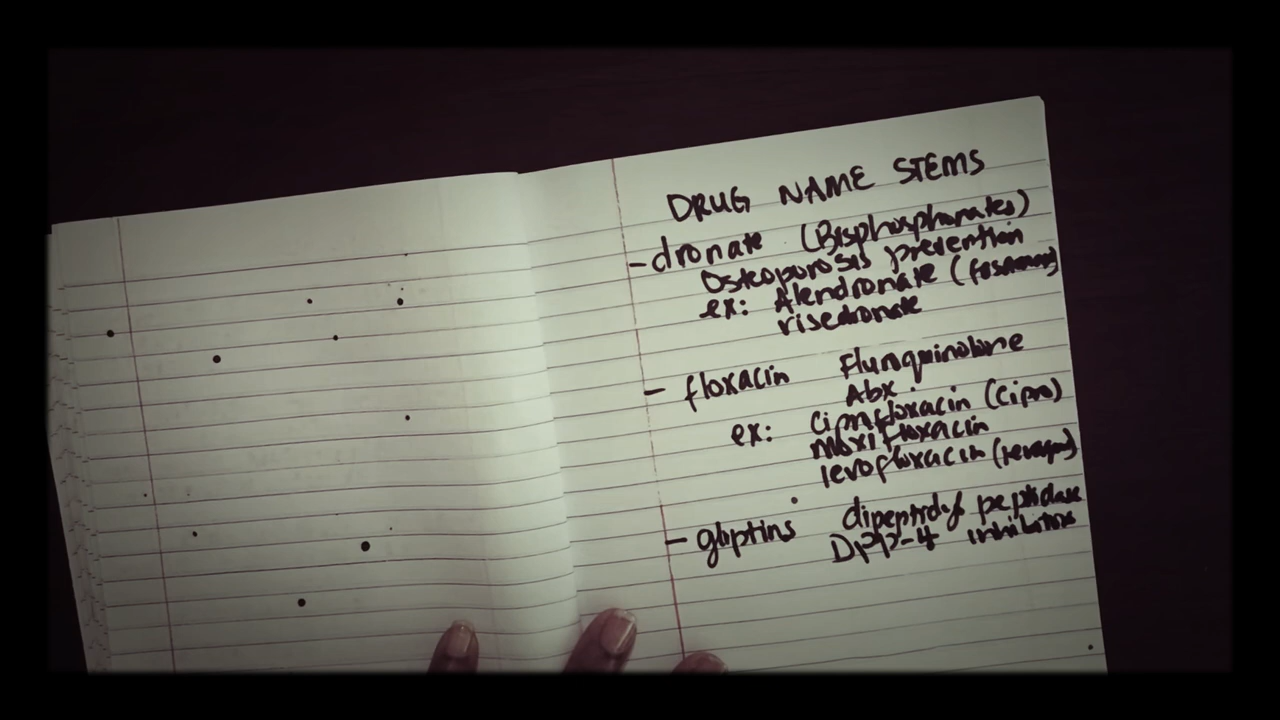 DRUG NAME STEMS
- dronate (Bisphosphanates)
Osteoporosis prevention
ex: Alendronate (fosamax)
risedronate
- floxacin Fluroquinolone
Abx
ex: Ciprofloxacin (Cipro)
moxifloxacin
levofloxacin
- gliptins dipeptidyl peptidase
DPP-4 inhibitors